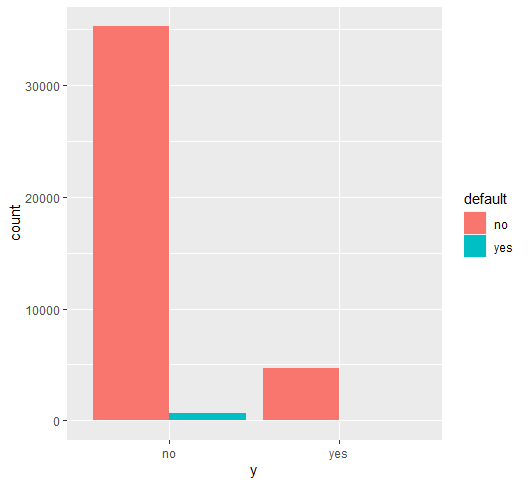 30000
20000
10000
0
count
no
yes
y
default
no
yes